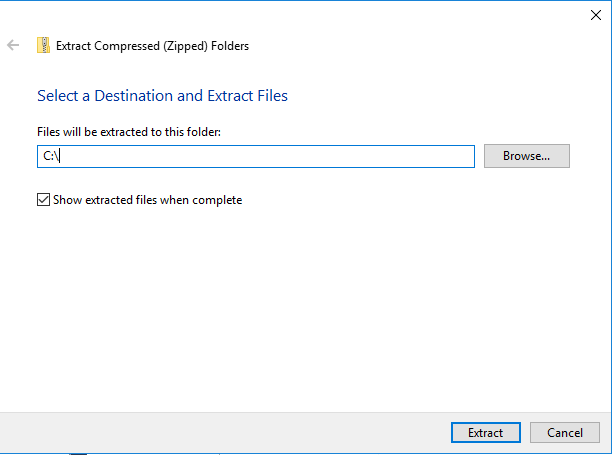 Extract Compressed (Zipped) Folders
Select a Destination and Extract Files
Files will be extracted to this folder:
C:\
Browse...
Show extracted files when complete
Extract
Cancel